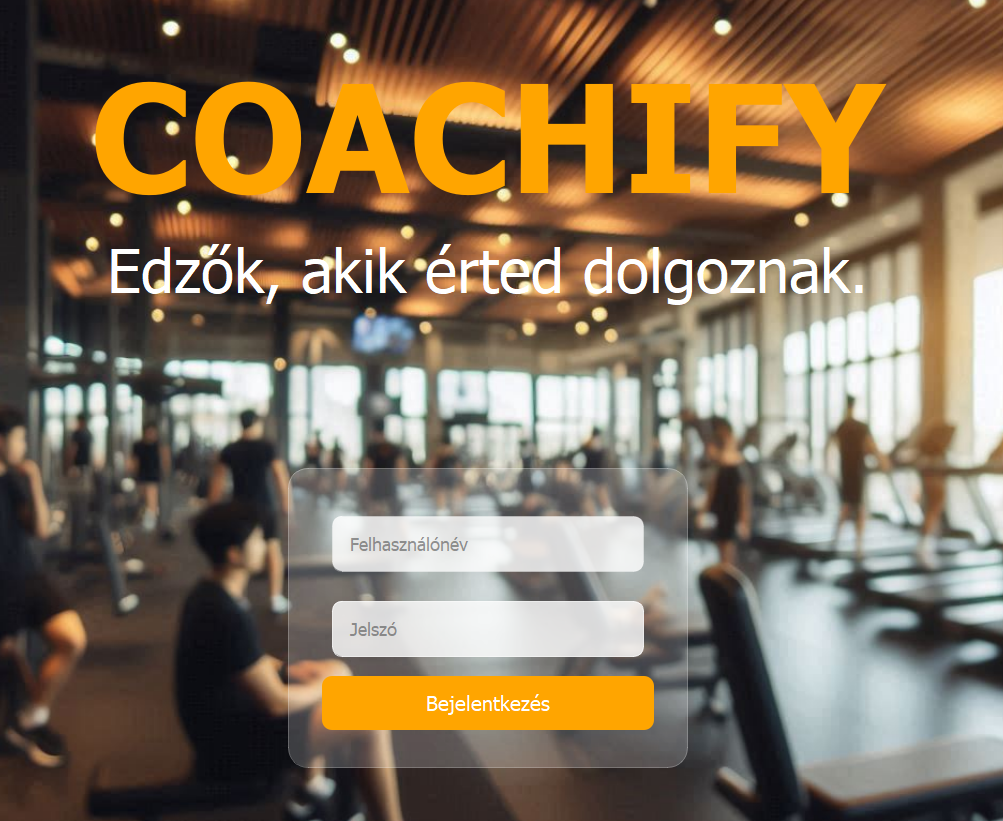 COACHIFY
Edzők, akik érted dolgoznak.
Felhasználónév
Jelszó
Bejelentkezés